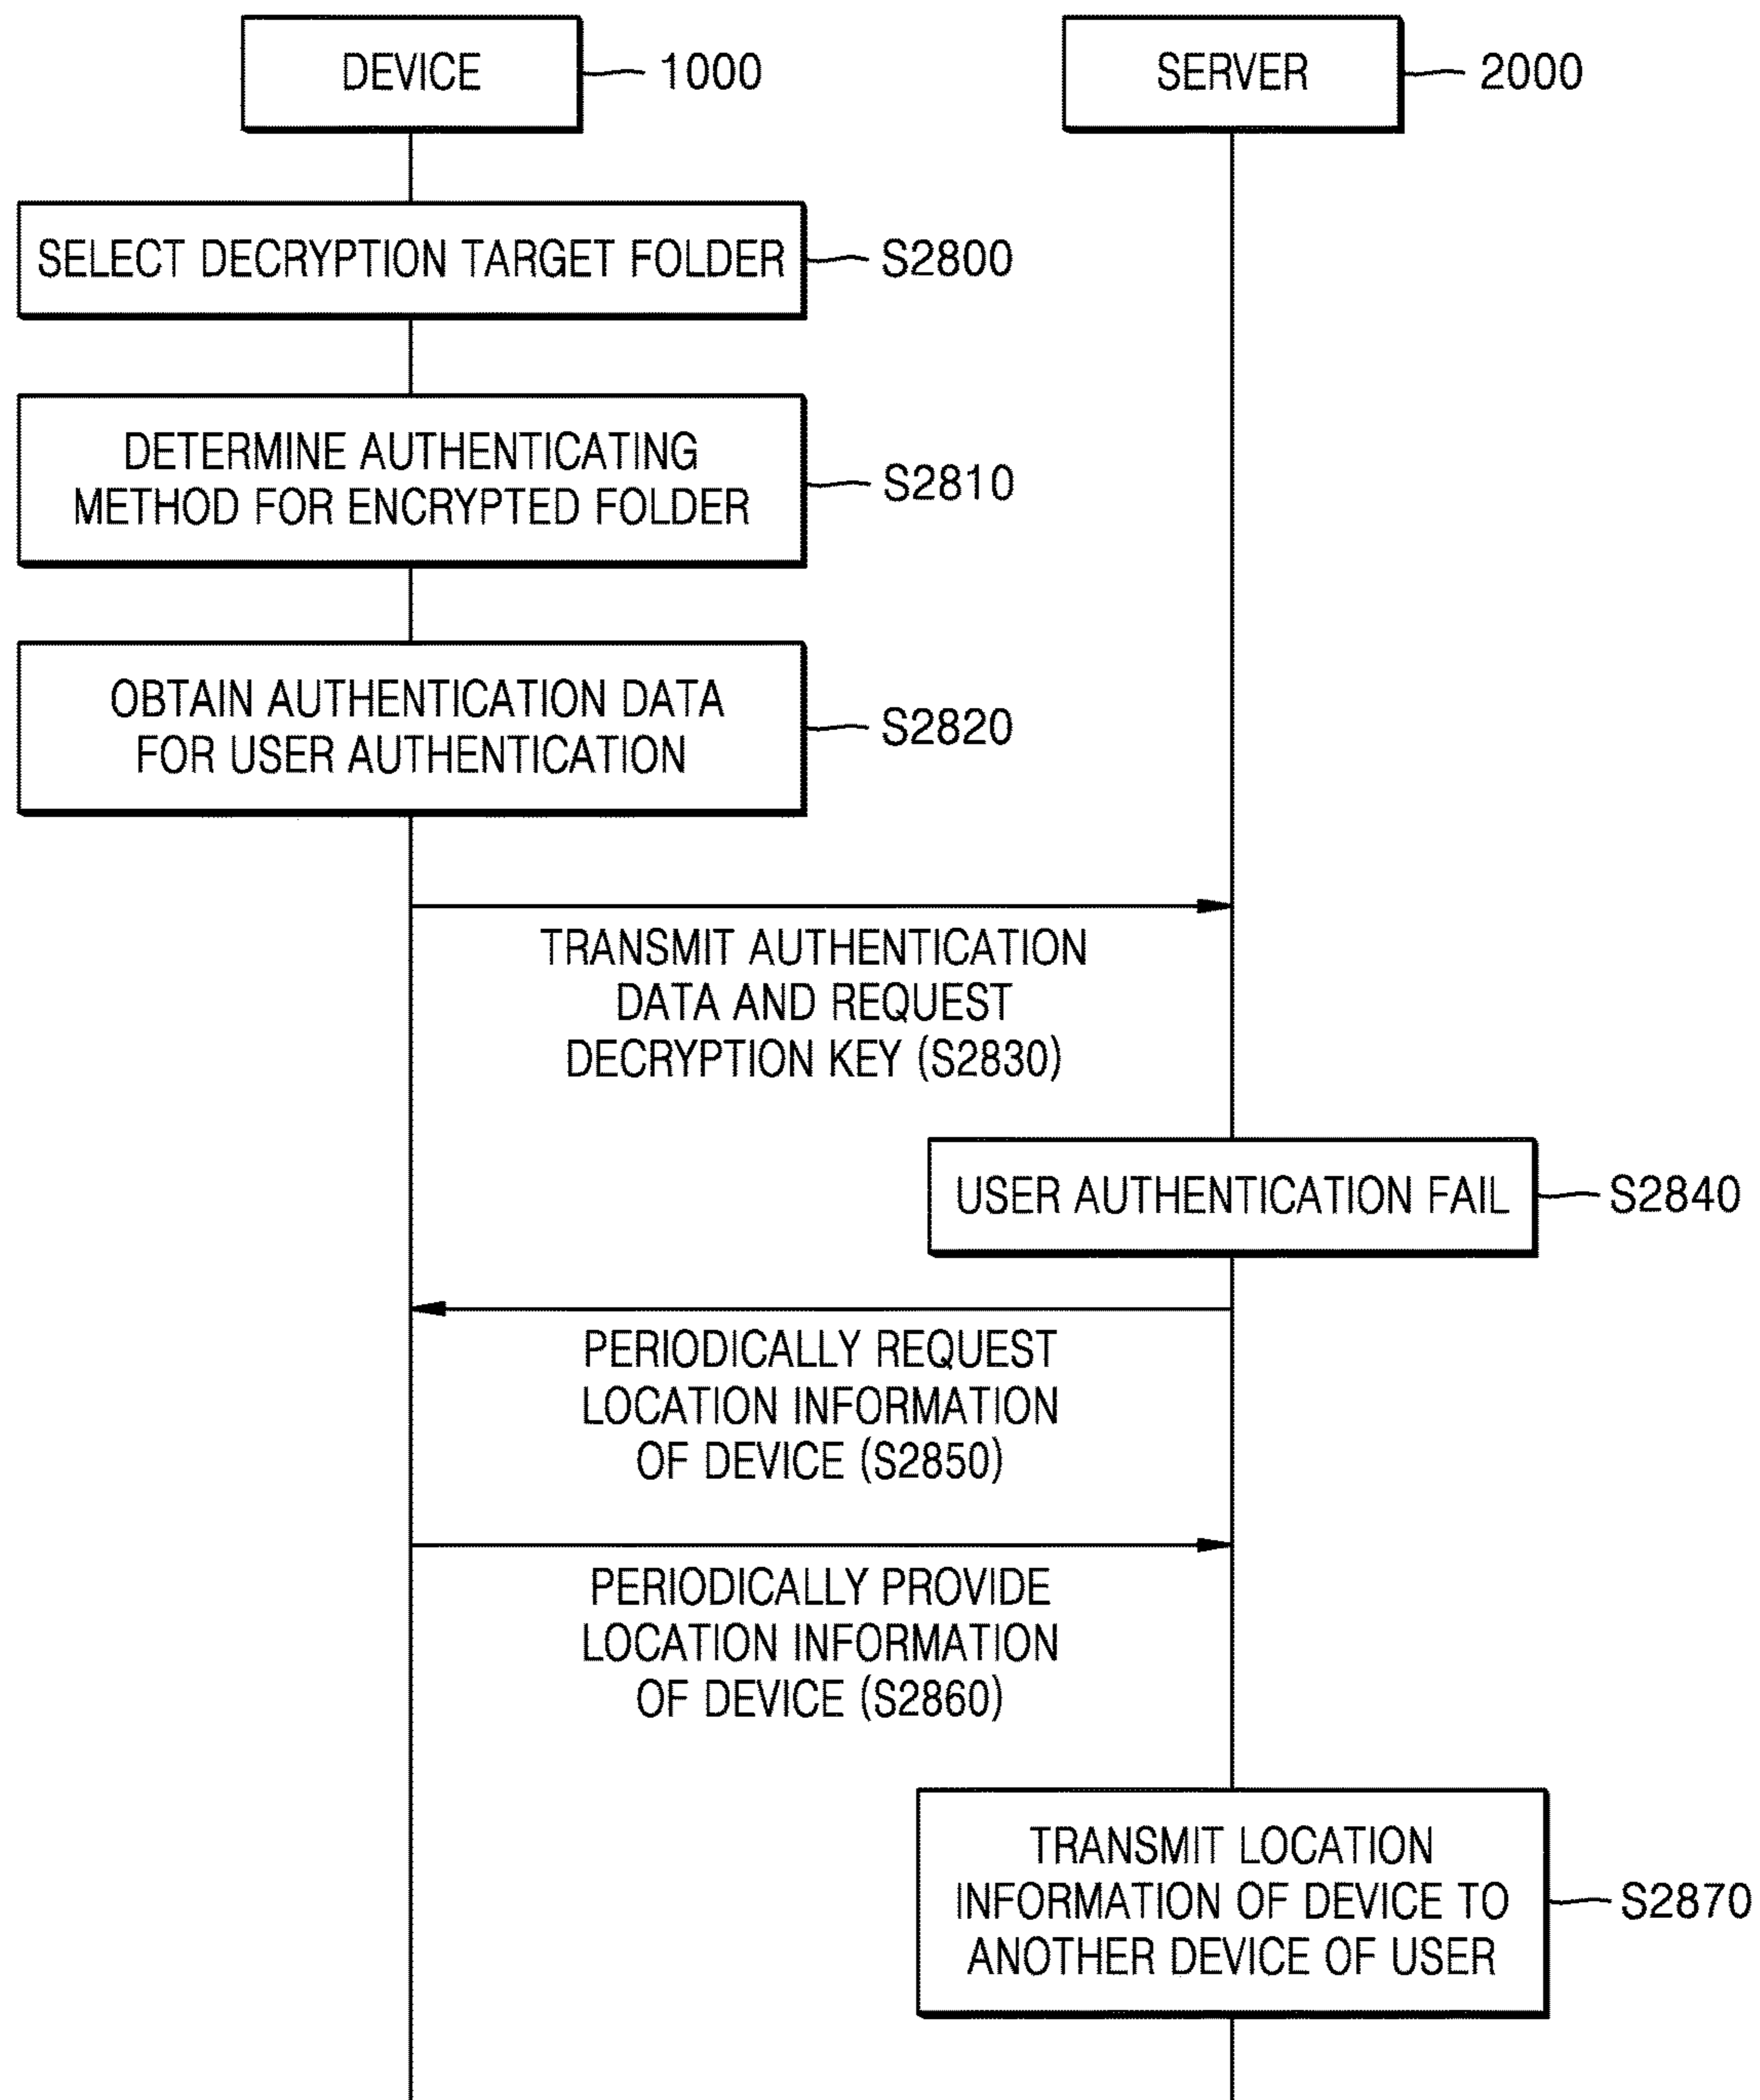 DEVICE
1000
SERVER
2000
SELECT DECRYPTION TARGET FOLDER
S2800
DETERMINE AUTHENTICATING
METHOD FOR ENCRYPTED FOLDER
S2810
OBTAIN AUTHENTICATION DATA
FOR USER AUTHENTICATION
S2820
TRANSMIT AUTHENTICATION
DATA AND REQUEST
DECRYPTION KEY (S2830)
USER AUTHENTICATION FAIL
S2840
PERIODICALLY REQUEST
LOCATION INFORMATION
OF DEVICE (S2850)
PERIODICALLY PROVIDE
LOCATION INFORMATION
OF DEVICE (S2860)
TRANSMIT LOCATION
INFORMATION OF DEVICE TO
ANOTHER DEVICE OF USER
S2870